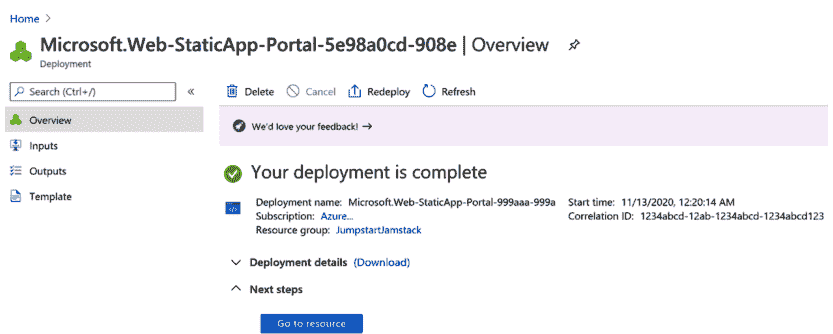 Home >
Microsoft.Web-StaticApp-Portal-5e98a0cd-908e | Overview
Deployment
Search (Ctrl+/)
«
Delete Cancel Redeploy Refresh
Overview
Inputs
Outputs
Template
We'd love your feedback! →
Your deployment is complete
Deployment name: Microsoft.Web-StaticApp-Portal-999aaa-999a
Subscription: Azure...
Resource group: JumpstartJamstack
Start time: 11/13/2020, 12:20:14 AM
Correlation ID: 1234abcd-12ab-1234abcd-1234abcd123
Deployment details (Download)
Next steps
Go to resource